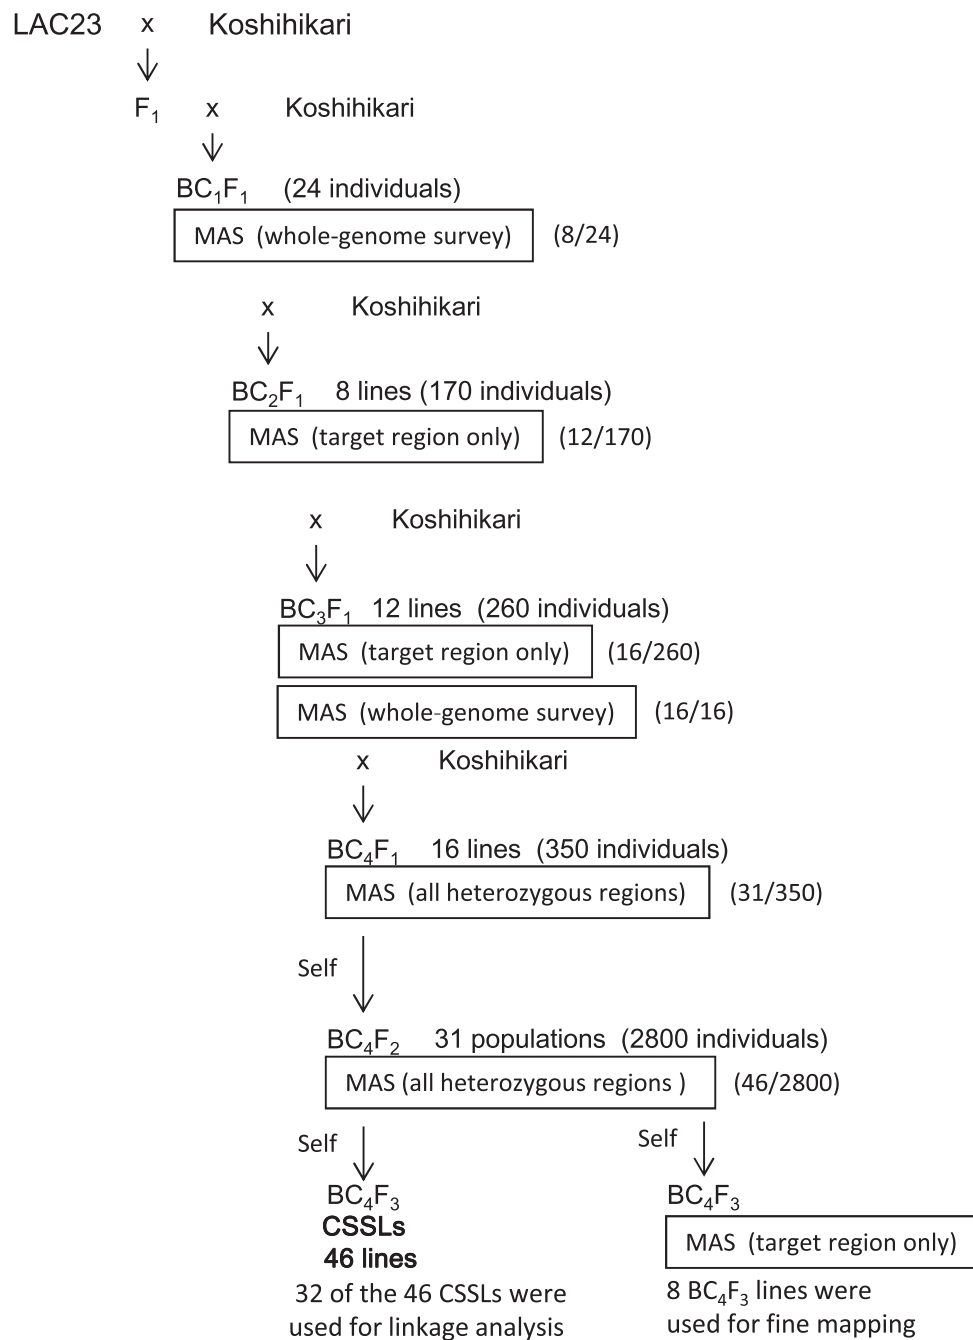 LAC23 x Koshihikari
F1 x Koshihikari
BC1F1 (24 individuals)
MAS (whole-genome survey) (8/24)
x Koshihikari
BC2F1 8 lines (170 individuals)
MAS (target region only) (12/170)
x Koshihikari
BC3F1 12 lines (260 individuals)
MAS (target region only) (16/260)
MAS (whole-genome survey) (16/16)
x Koshihikari
BC4F1 16 lines (350 individuals)
MAS (all heterozygous regions) (31/350)
Self
BC4F2 31 populations (2800 individuals)
MAS (all heterozygous regions ) (46/2800)
Self Self
BC4F3 BC4F3
CSSLs
46 lines
MAS (target region only)
32 of the 46 CSSLs were
used for linkage analysis
8 BC4F3 lines were
used for fine mapping